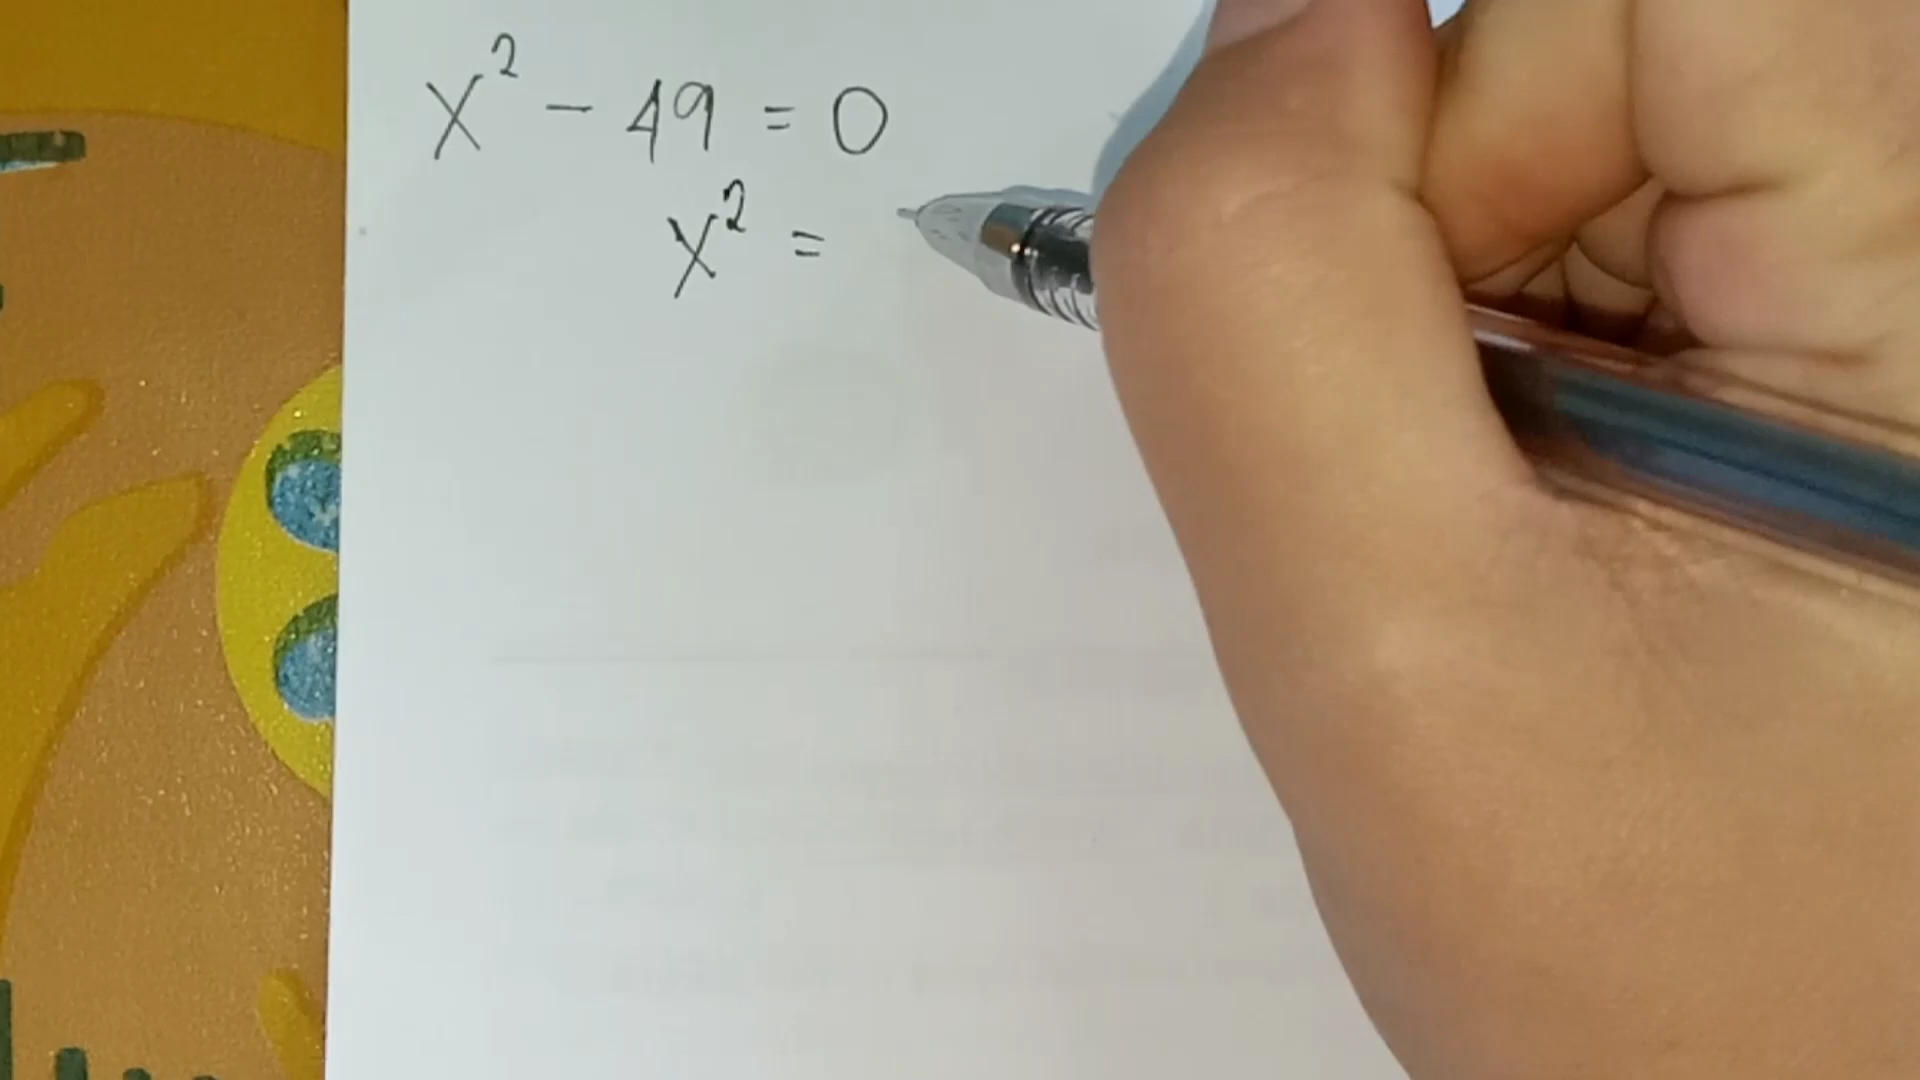 x² - 49 = 0
x² =